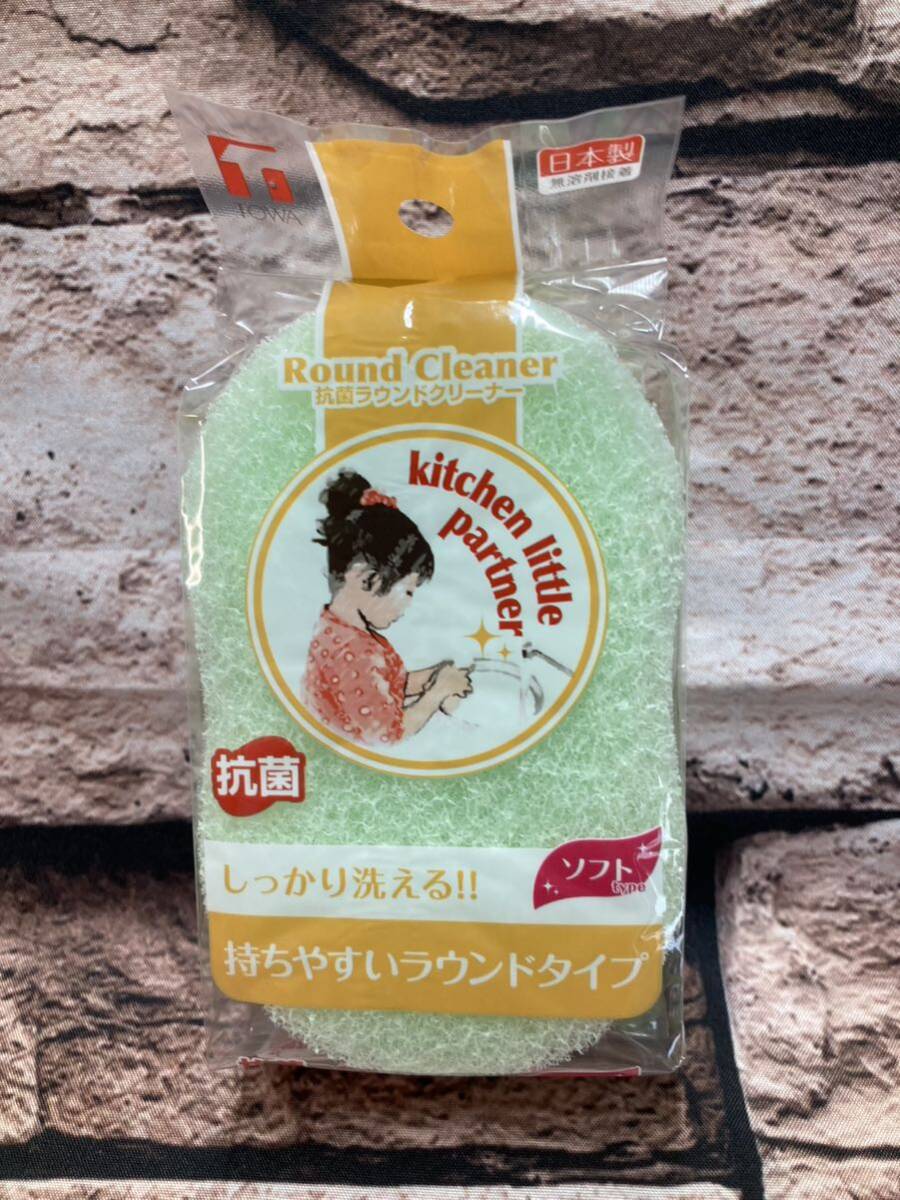 TOWA
日本製
無溶剤接着
Round Cleaner
抗菌ラウンドクリーナー
kitchen little
partner
抗菌
しっかり洗える!!
ソフト
type
持ちやすいラウンドタイプ